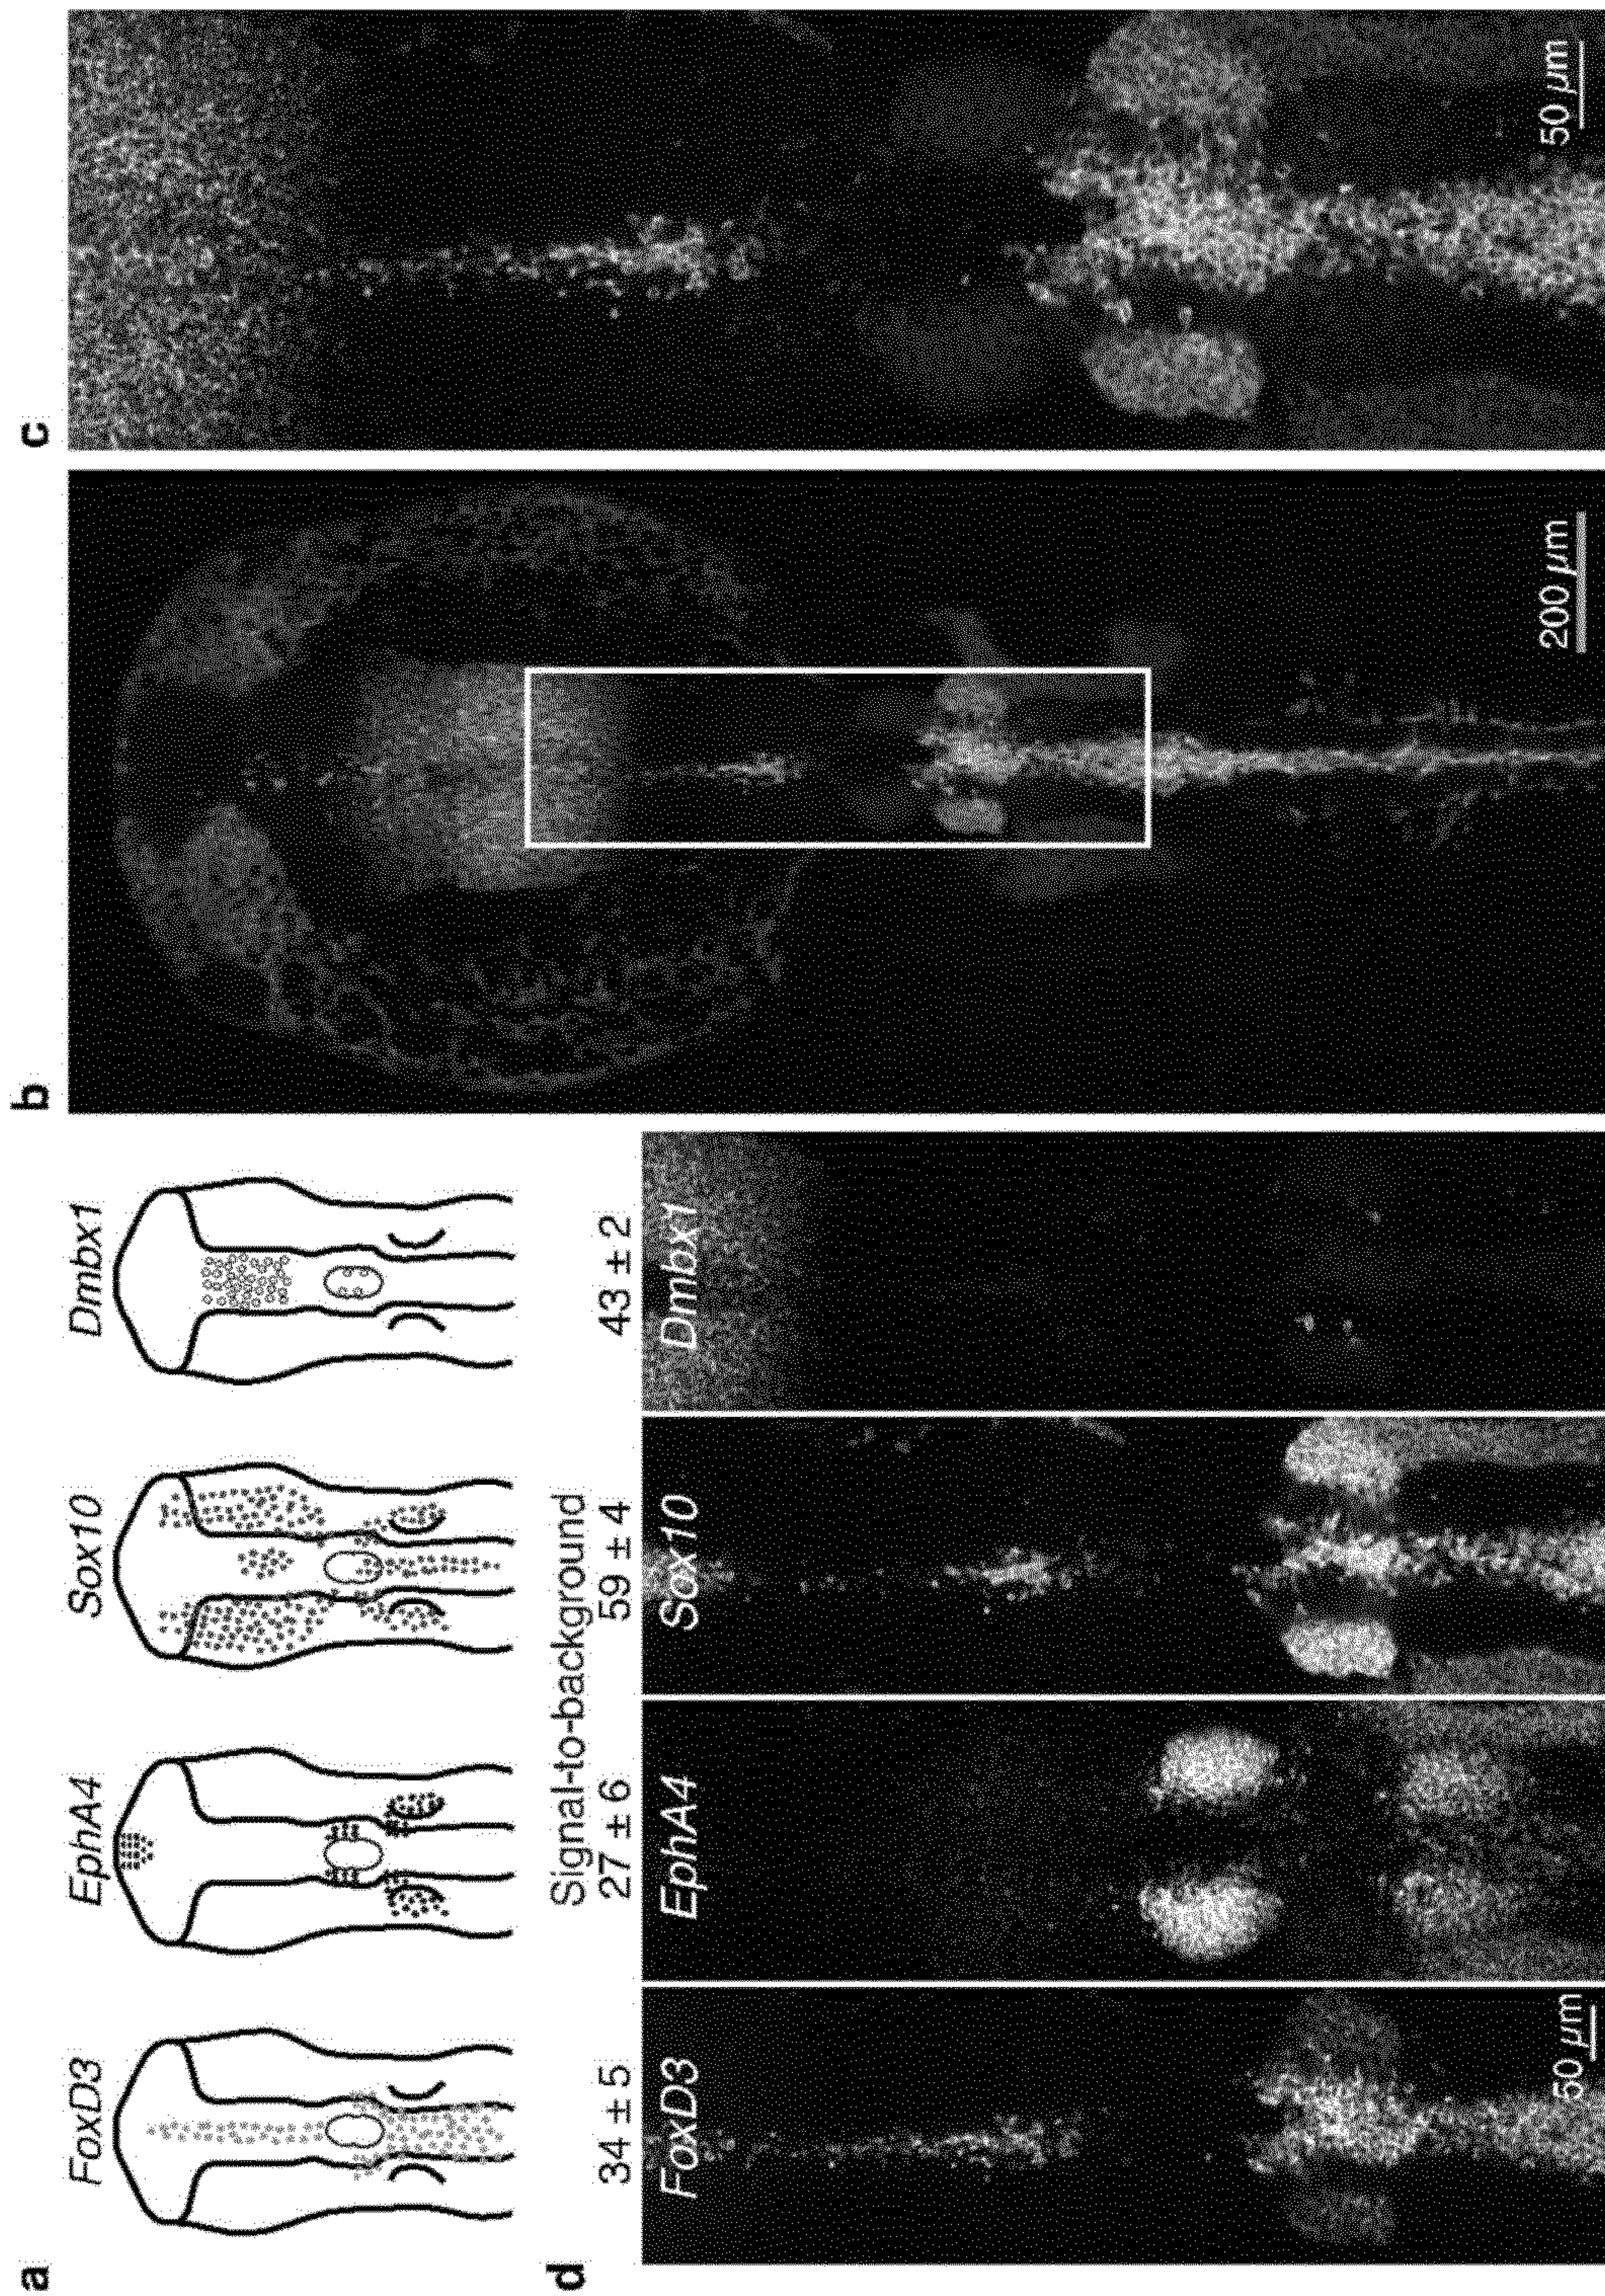 a
FoxD3 EphA4 Sox10 Dmbx1
b
200 μm
c
50 μm
d
Signal-to-background
34 ± 5 27 ± 6 59 ± 4 43 ± 2
FoxD3 EphA4 Sox10 Dmbx1
50 μm